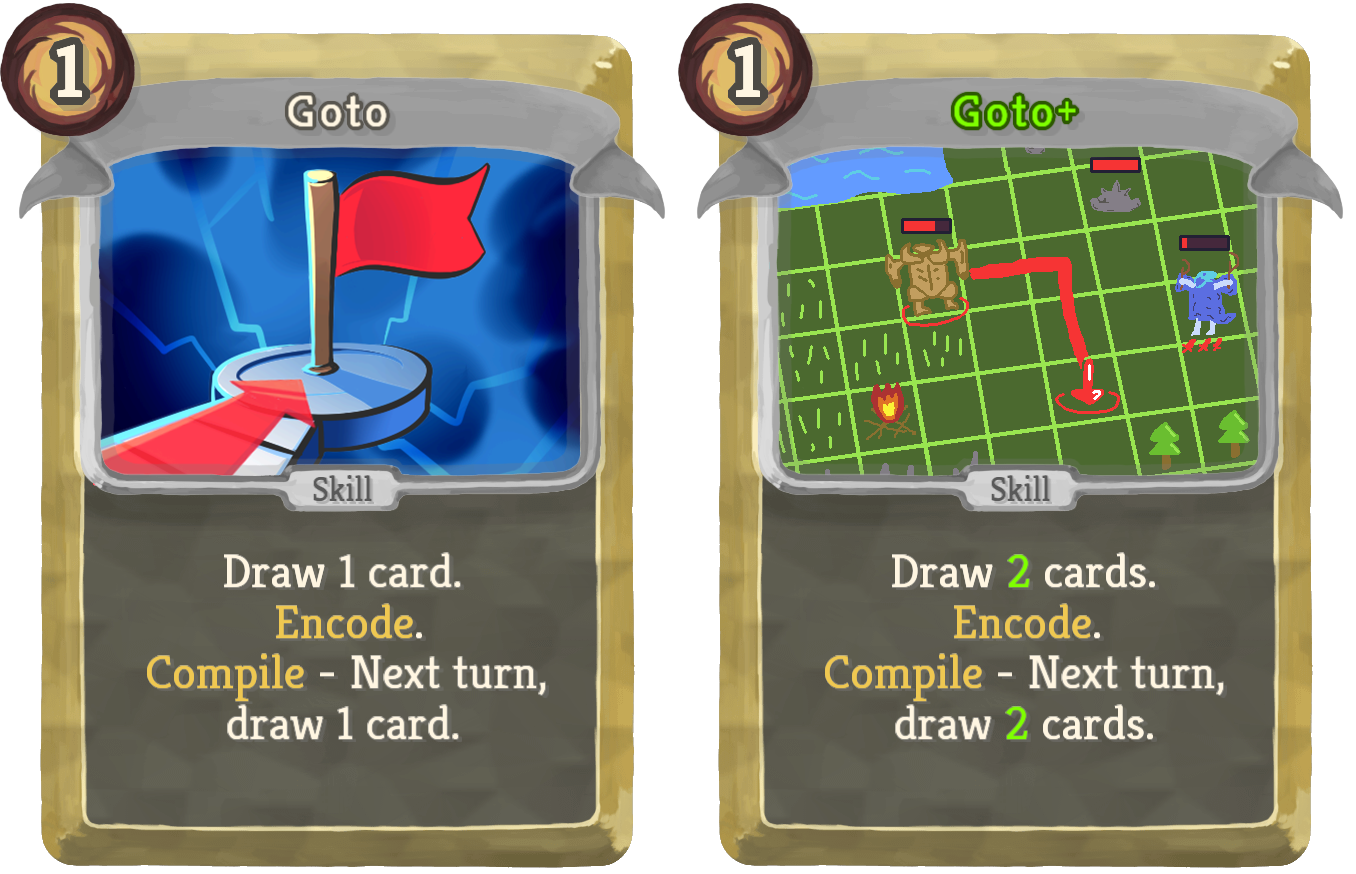 1
Goto
Skill
Draw 1 card.
Encode.
Compile - Next turn,
draw 1 card.
1
Goto+
Skill
Draw 2 cards.
Encode.
Compile - Next turn,
draw 2 cards.